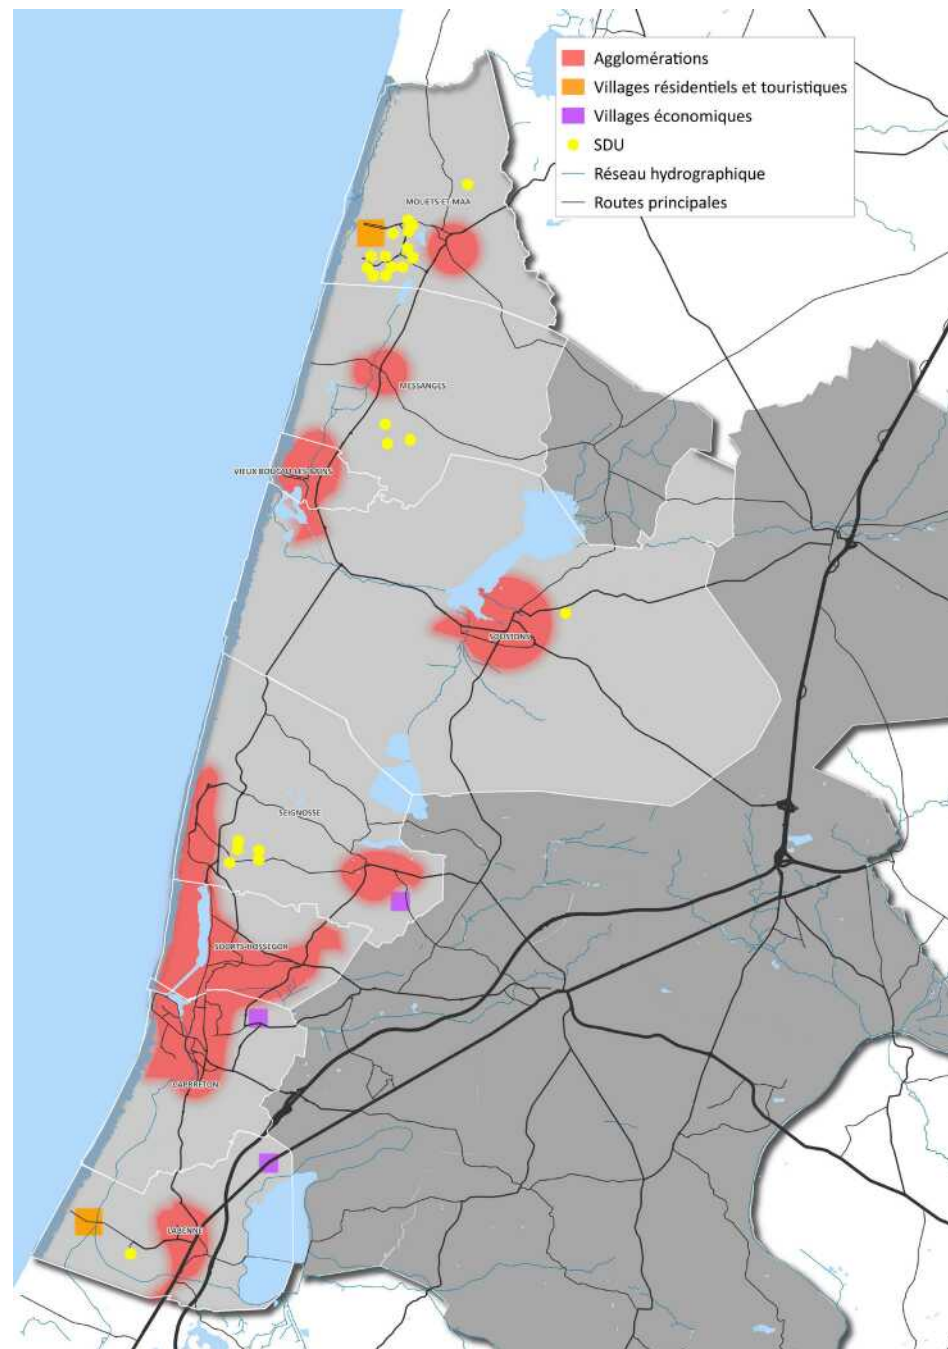 Agglomérations
Villages résidentiels et touristiques
Villages économiques
SDU
Réseau hydrographique
Routes principales
MOLIETS-ET-MAA
MESSANGES
VIEUX-BOUCAU-LES-BAINS
SOUSTONS
SEIGNOSSE
SOORTS-HOSSEGOR
CAPBRETON
LABENNE